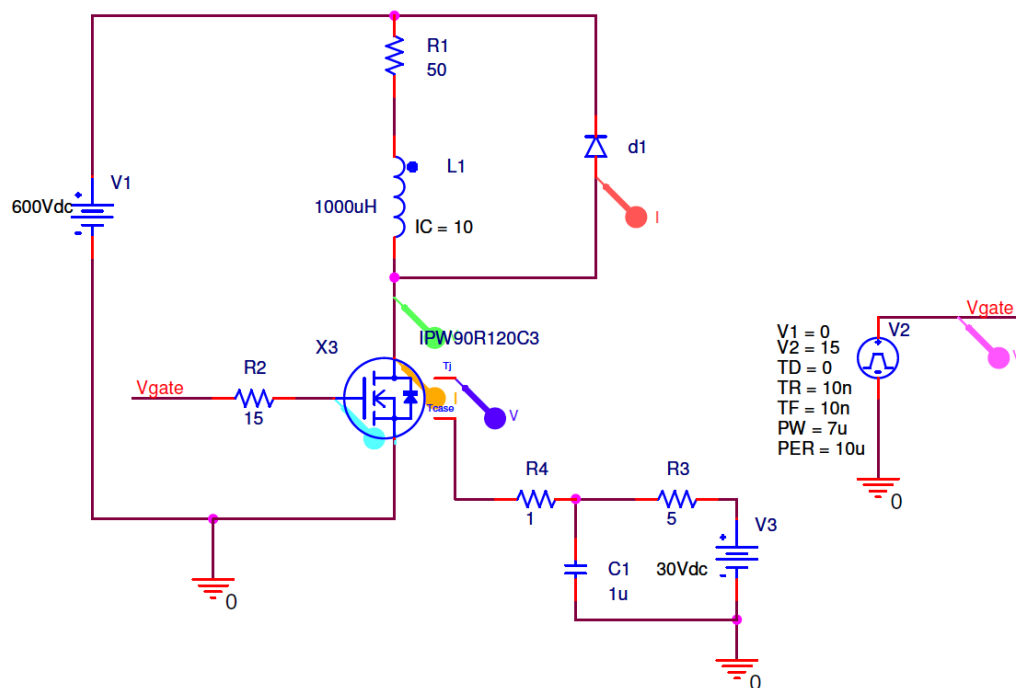 R1
50
d1
L1
V1
+
600Vdc
1000uH
IC = 10
-
I
IPW90R120C3
Vgate
V1 = 0
V2
V2 = 15
+
TD = 0
TR = 10n
TF = 10n
PW = 7u
PER = 10u
-
V
0
X3
Tj
R2
Vgate
I
Tcase
V
15
R4
R3
1
5
V3
+
C1
30Vdc
1u
-
0
0